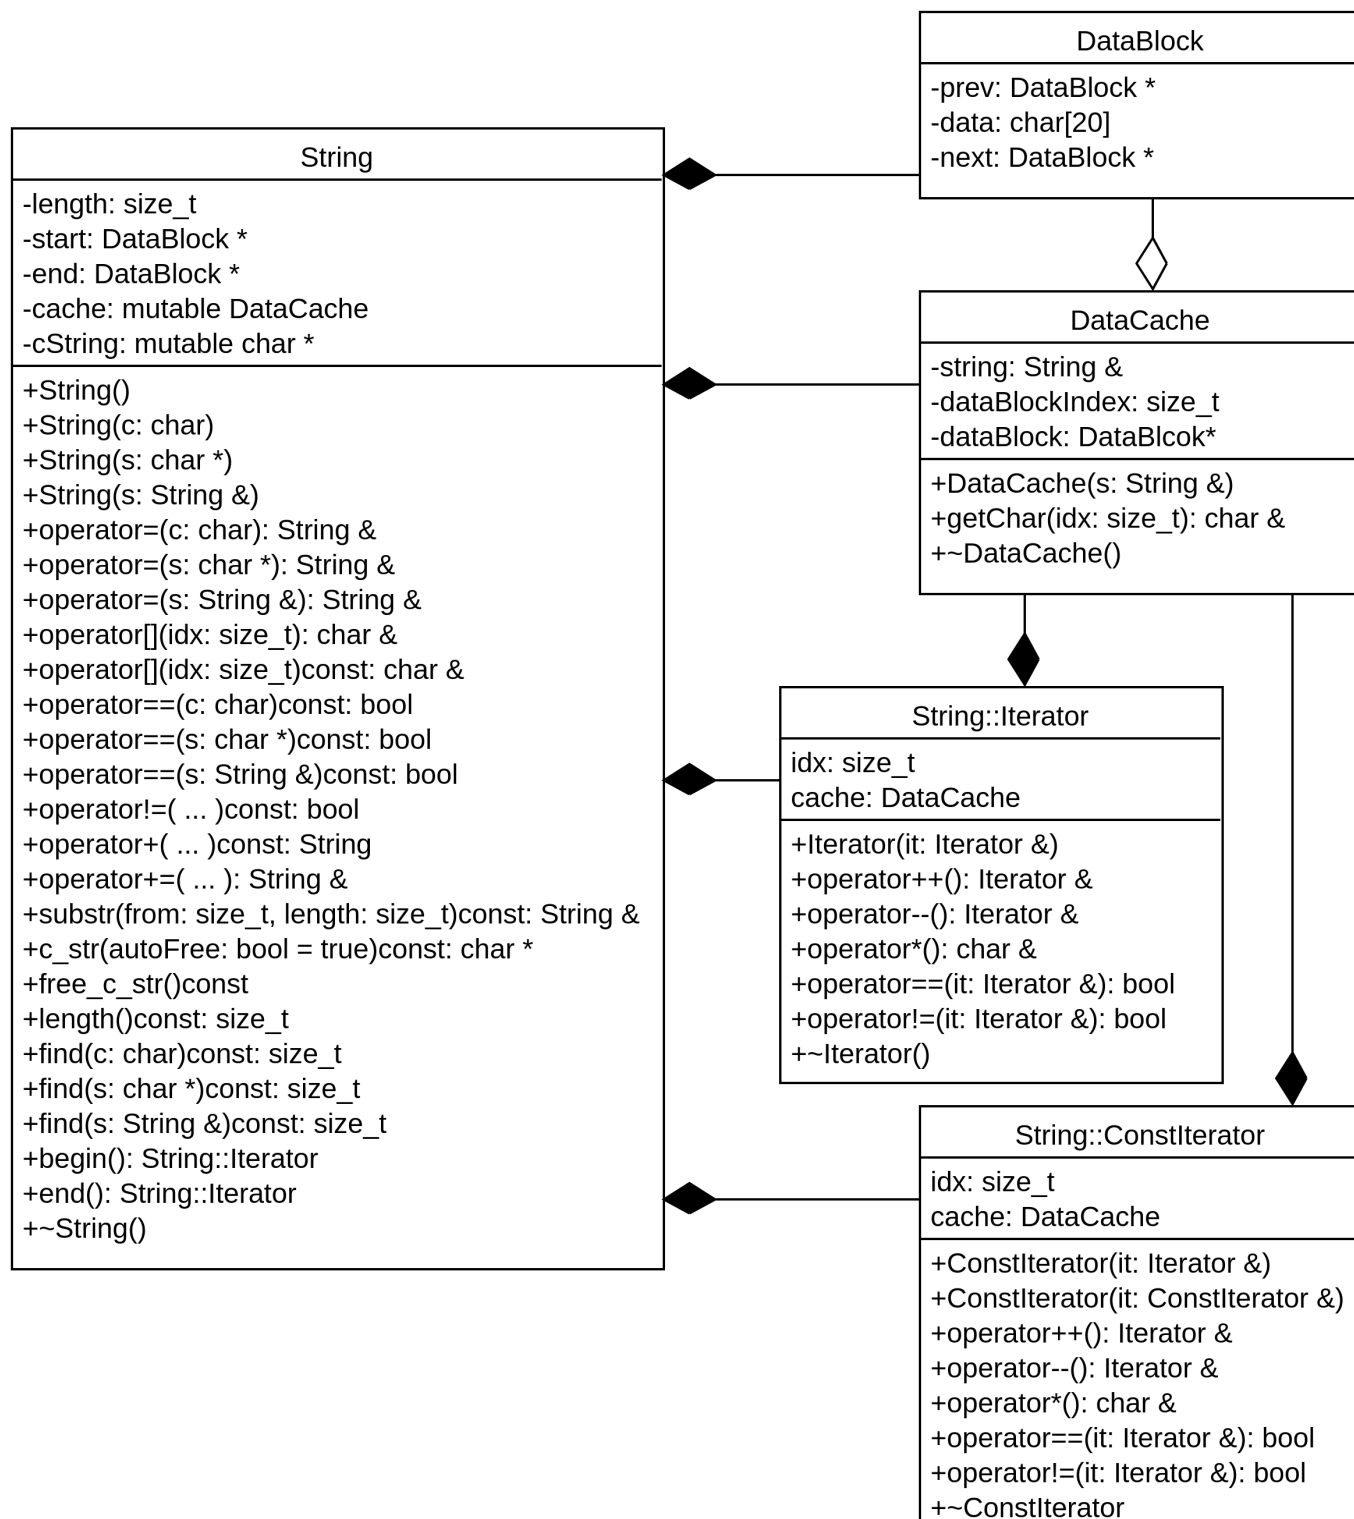 DataBlock
-prev: DataBlock *
-data: char[20]
-next: DataBlock *
String
-length: size_t
-start: DataBlock *
-end: DataBlock *
-cache: mutable DataCache
-cString: mutable char *
+String()
+String(c: char)
+String(s: char *)
+String(s: String &)
+operator=(c: char): String &
+operator=(s: char *): String &
+operator=(s: String &): String &
+operator[](idx: size_t): char &
+operator[](idx: size_t)const: char &
+operator==(c: char)const: bool
+operator==(s: char *)const: bool
+operator==(s: String &)const: bool
+operator!=( ... )const: bool
+operator+( ... )const: String
+operator+=( ... ): String &
+substr(from: size_t, length: size_t)const: String &
+c_str(autoFree: bool = true)const: char *
+free_c_str()const
+length()const: size_t
+find(c: char)const: size_t
+find(s: char *)const: size_t
+find(s: String &)const: size_t
+begin(): String::Iterator
+end(): String::Iterator
+~String()
DataCache
-string: String &
-dataBlockIndex: size_t
-dataBlock: DataBlcok*
+DataCache(s: String &)
+getChar(idx: size_t): char &
+~DataCache()
String::Iterator
idx: size_t
cache: DataCache
+Iterator(it: Iterator &)
+operator++(): Iterator &
+operator--(): Iterator &
+operator*(): char &
+operator==(it: Iterator &): bool
+operator!=(it: Iterator &): bool
+~Iterator()
String::ConstIterator
idx: size_t
cache: DataCache
+ConstIterator(it: Iterator &)
+ConstIterator(it: ConstIterator &)
+operator++(): Iterator &
+operator--(): Iterator &
+operator*(): char &
+operator==(it: Iterator &): bool
+operator!=(it: Iterator &): bool
+~ConstIterator